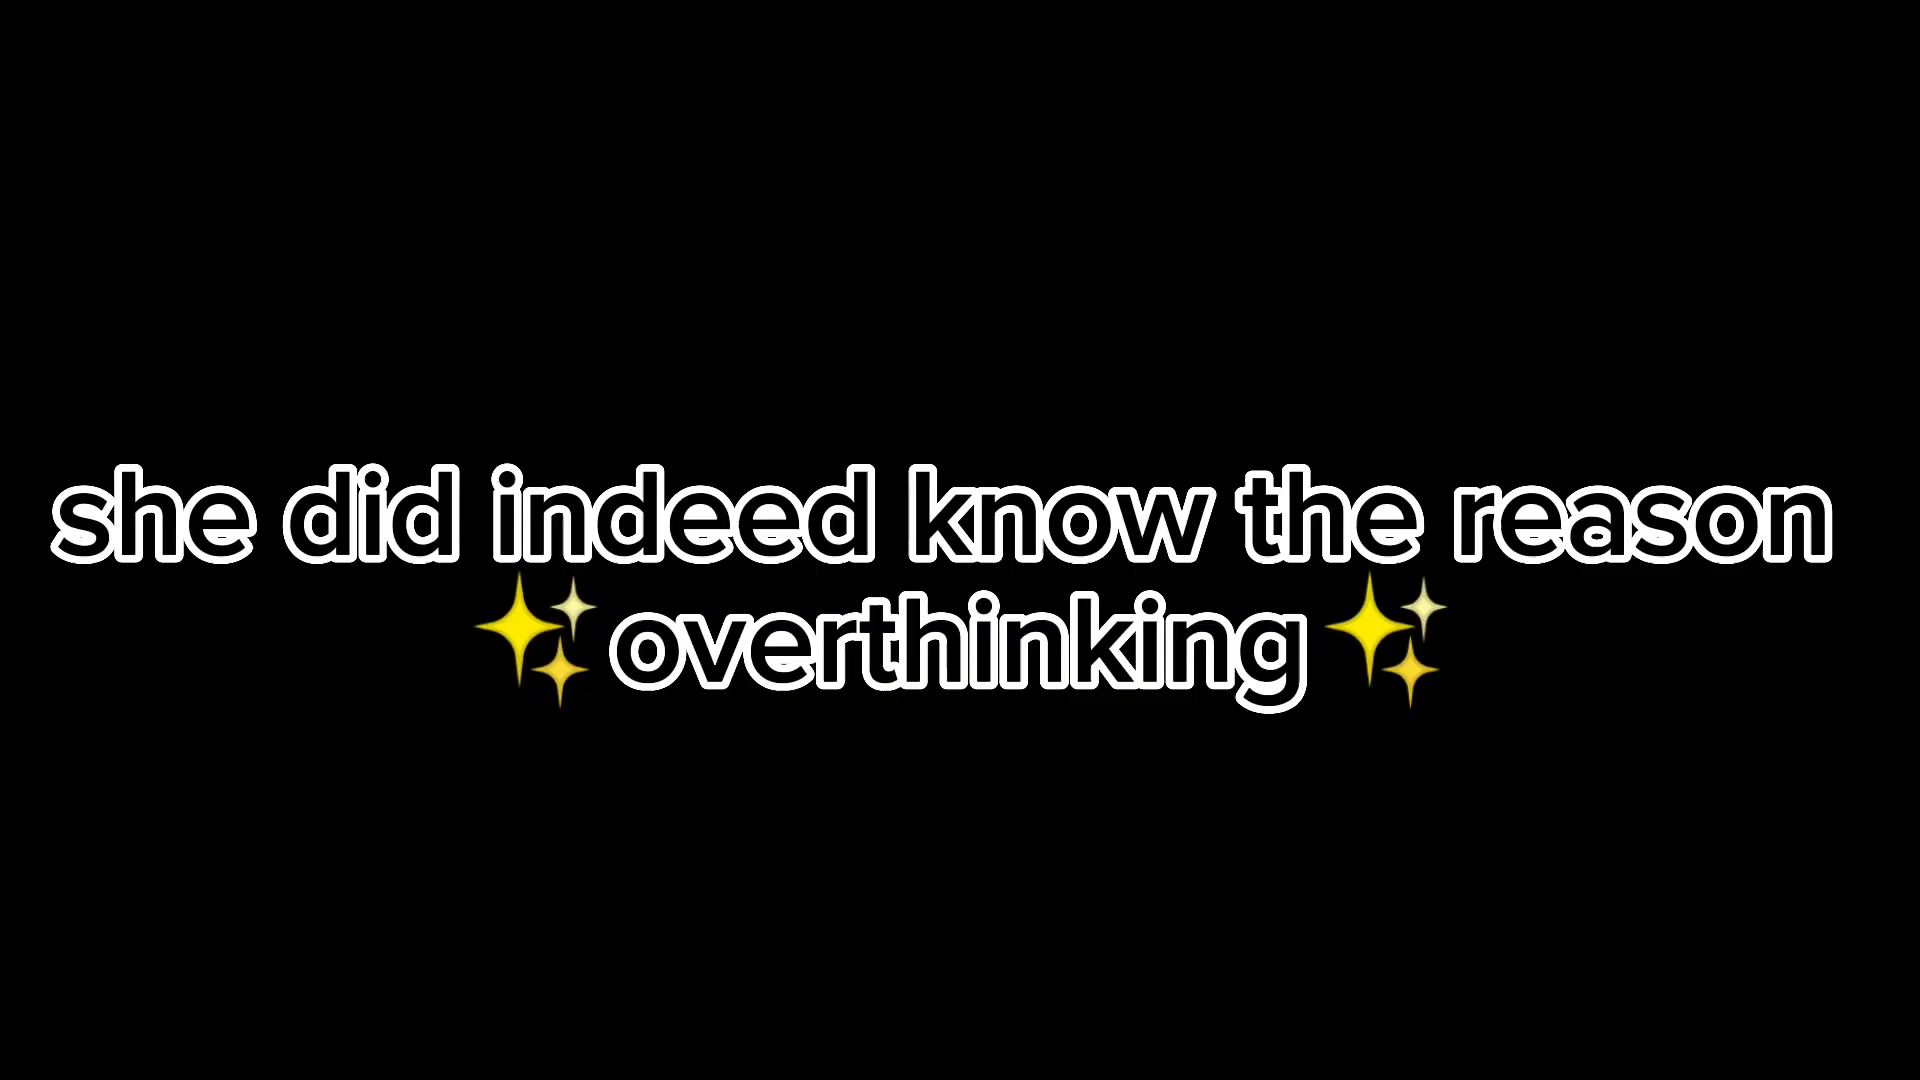 she did indeed know the reason
✨overthinking✨